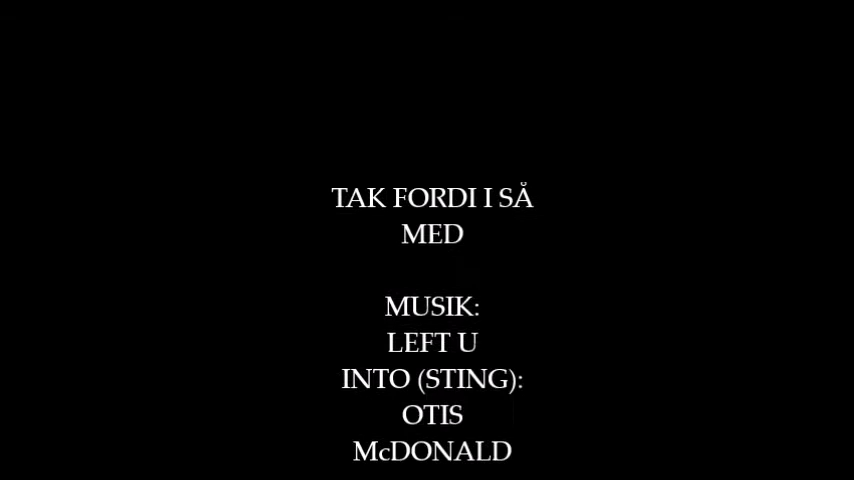 TAK FORDI I SÅ
MED
MUSIK:
LEFT U
INTO (STING):
OTIS
McDONALD